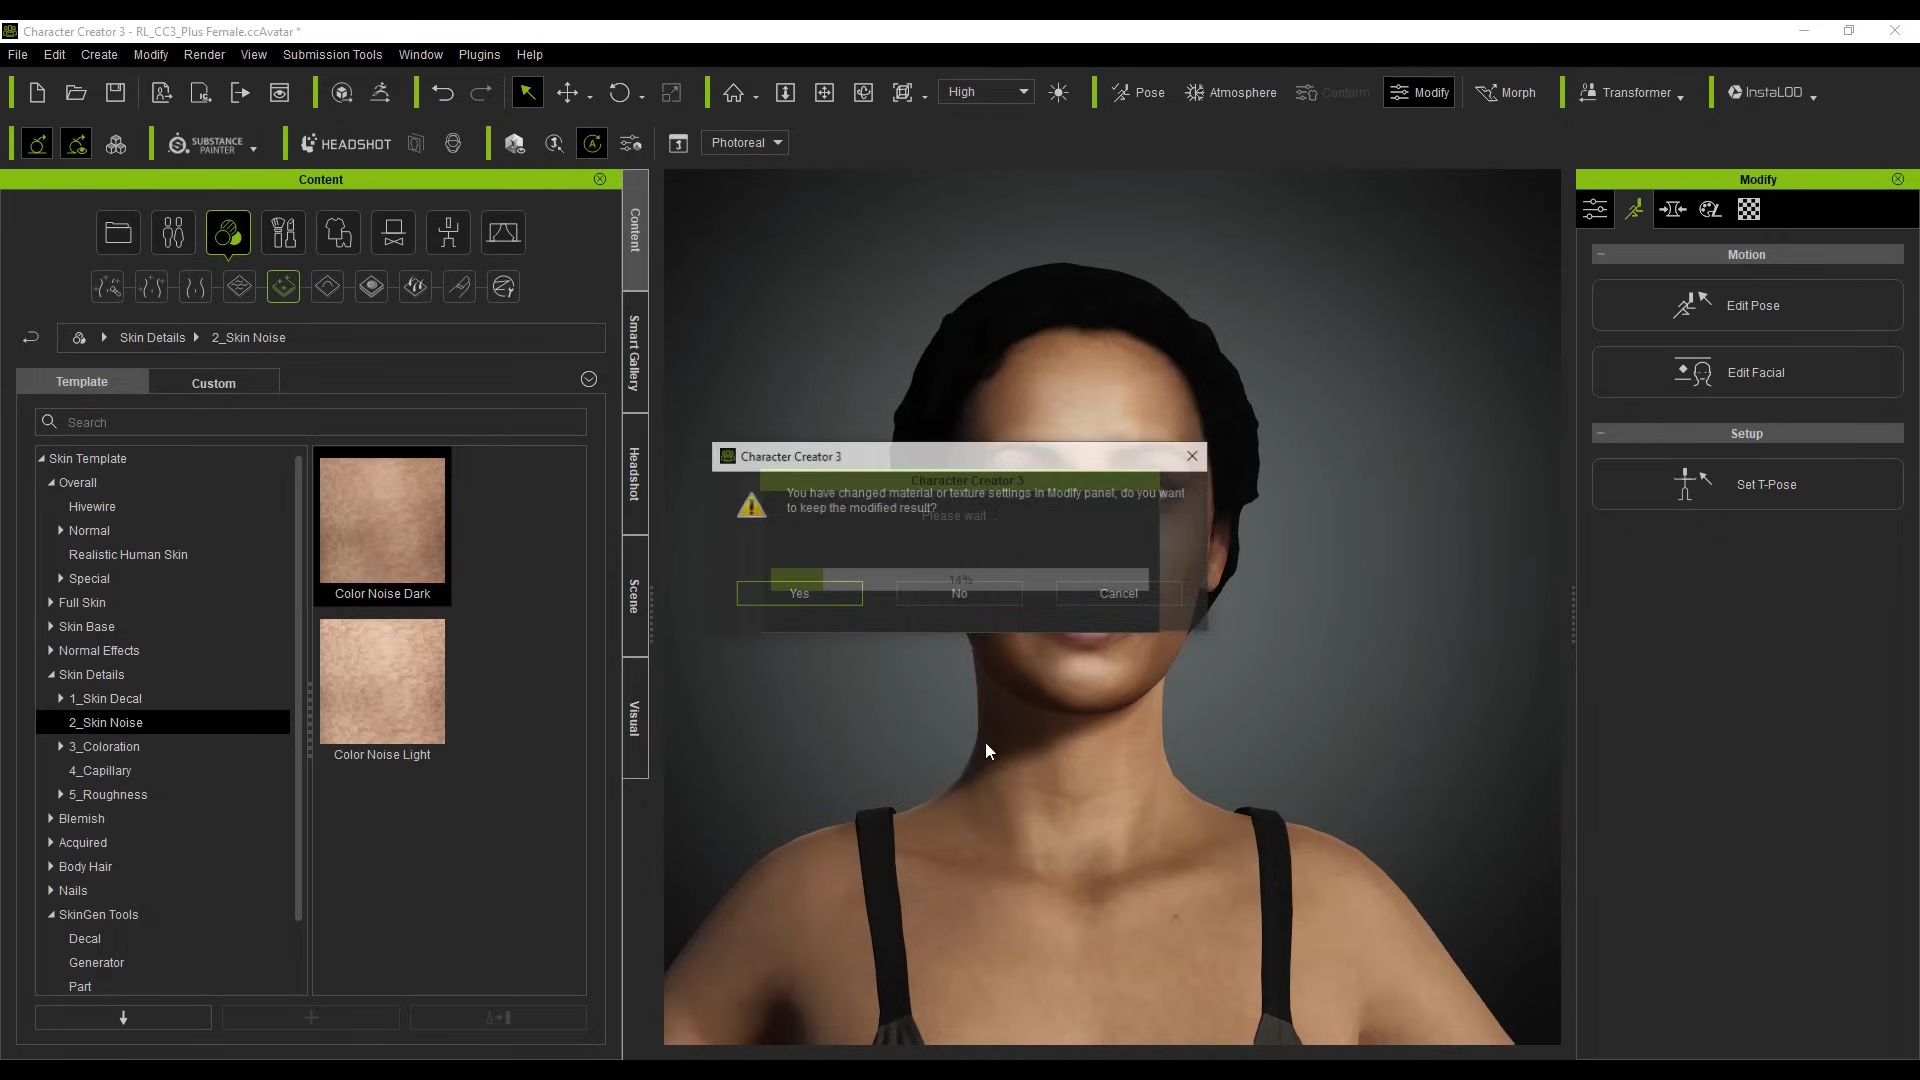 Character Creator 3 - RL_CC3_Plus Female.ccAvatar *
File Edit Create Modify Render View Submission Tools Window Plugins Help
High Pose Atmosphere Conform Modify Morph Transformer InstaLOD
SUBSTANCE PAINTER HEADSHOT Photoreal
Content
Modify
Motion
Edit Pose
Edit Facial
Setup
Set T-Pose
Skin Details 2_Skin Noise
Template Custom
Search
Skin Template
Overall
Hivewire
Normal
Realistic Human Skin
Special
Full Skin
Skin Base
Normal Effects
Skin Details
1_Skin Decal
2_Skin Noise
3_Coloration
4_Capillary
5_Roughness
Blemish
Acquired
Body Hair
Nails
SkinGen Tools
Decal
Generator
Part
Color Noise Dark
Color Noise Light
Content
Smart Gallery
Headshot
Scene
Visual
Character Creator 3
Character Creator 3
You have changed material or texture settings in Modify panel, do you want
to keep the modified result?
Please wait...
14%
Yes No Cancel